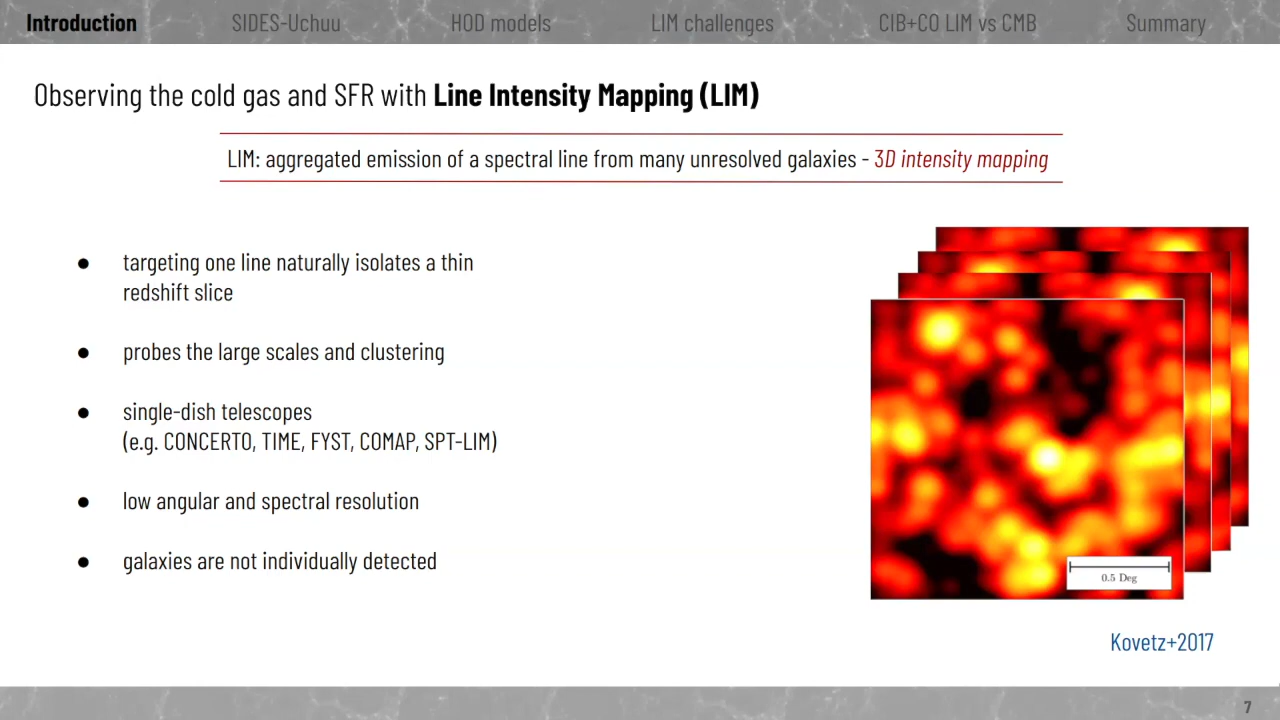 Introduction SIDES-Uchuu HOD models LIM challenges CIB+CO LIM vs CMB Summary
Observing the cold gas and SFR with Line Intensity Mapping (LIM)
LIM: aggregated emission of a spectral line from many unresolved galaxies - 3D intensity mapping
● targeting one line naturally isolates a thin
redshift slice
● probes the large scales and clustering
● single-dish telescopes
(e.g. CONCERTO, TIME, FYST, COMAP, SPT-LIM)
● low angular and spectral resolution
● galaxies are not individually detected
0.5 Deg
Kovetz+2017
7